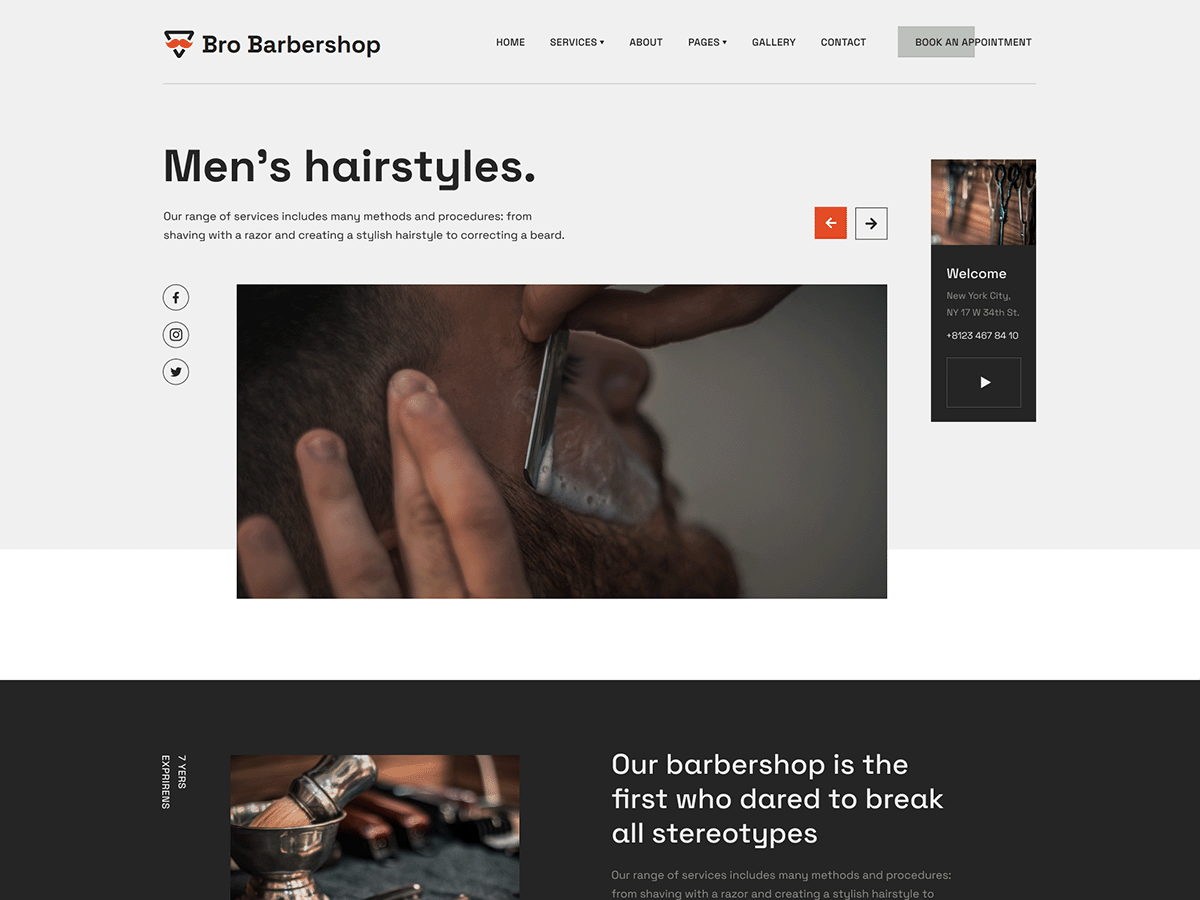 Bro Barbershop
HOME
SERVICES
ABOUT
PAGES
GALLERY
CONTACT
BOOK AN APPOINTMENT
Men's hairstyles.
Our range of services includes many methods and procedures: from
shaving with a razor and creating a stylish hairstyle to correcting a beard.
Welcome
New York City,
NY 17 W 34th St.
+8123 467 84 10
7 YERS
EXPRIRENS
Our barbershop is the
first who dared to break
all stereotypes
Our range of services includes many methods and procedures:
from shaving with a razor and creating a stylish hairstyle to